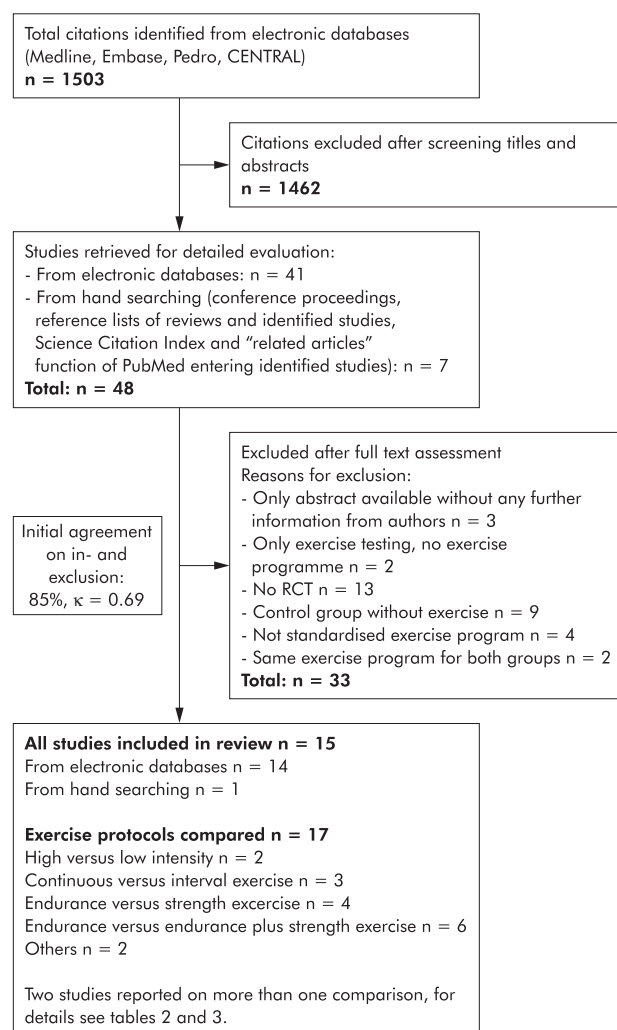 Total citations identified from electronic databases
(Medline, Embase, Pedro, CENTRAL)
n = 1503
Citations excluded after screening titles and
abstracts
n = 1462
Studies retrieved for detailed evaluation:
- From electronic databases: n = 41
- From hand searching (conference proceedings,
reference lists of reviews and identified studies,
Science Citation Index and “related articles”
function of PubMed entering identified studies): n = 7
Total: n = 48
Excluded after full text assessment
Reasons for exclusion:
- Only abstract available without any further
information from authors n = 3
- Only exercise testing, no exercise
programme n = 2
- No RCT n = 13
- Control group without exercise n = 9
- Not standardised exercise program n = 4
- Same exercise program for both groups n = 2
Total: n = 33
Initial agreement
on in- and
exclusion:
85%, κ = 0.69
All studies included in review n = 15
From electronic databases n = 14
From hand searching n = 1
Exercise protocols compared n = 17
High versus low intensity n = 2
Continuous versus interval exercise n = 3
Endurance versus strength excercise n = 4
Endurance versus endurance plus strength exercise n = 6
Others n = 2
Two studies reported on more than one comparison, for
details see tables 2 and 3.